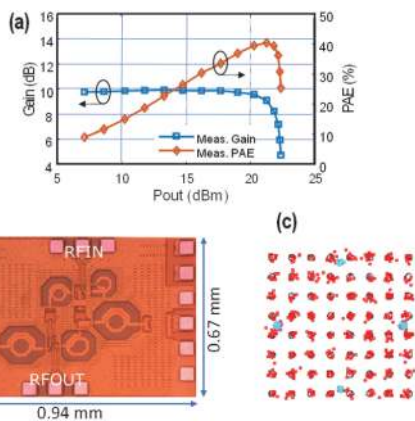 (a)
16
14
12
10
8
6
4
Gain (dB)
50
40
30
20
10
0
PAE (%)
Meas. Gain
Meas. PAE
5
10
15
20
25
Pout (dBm)
RFIN
RFOUT
0.67 mm
0.94 mm
(c)